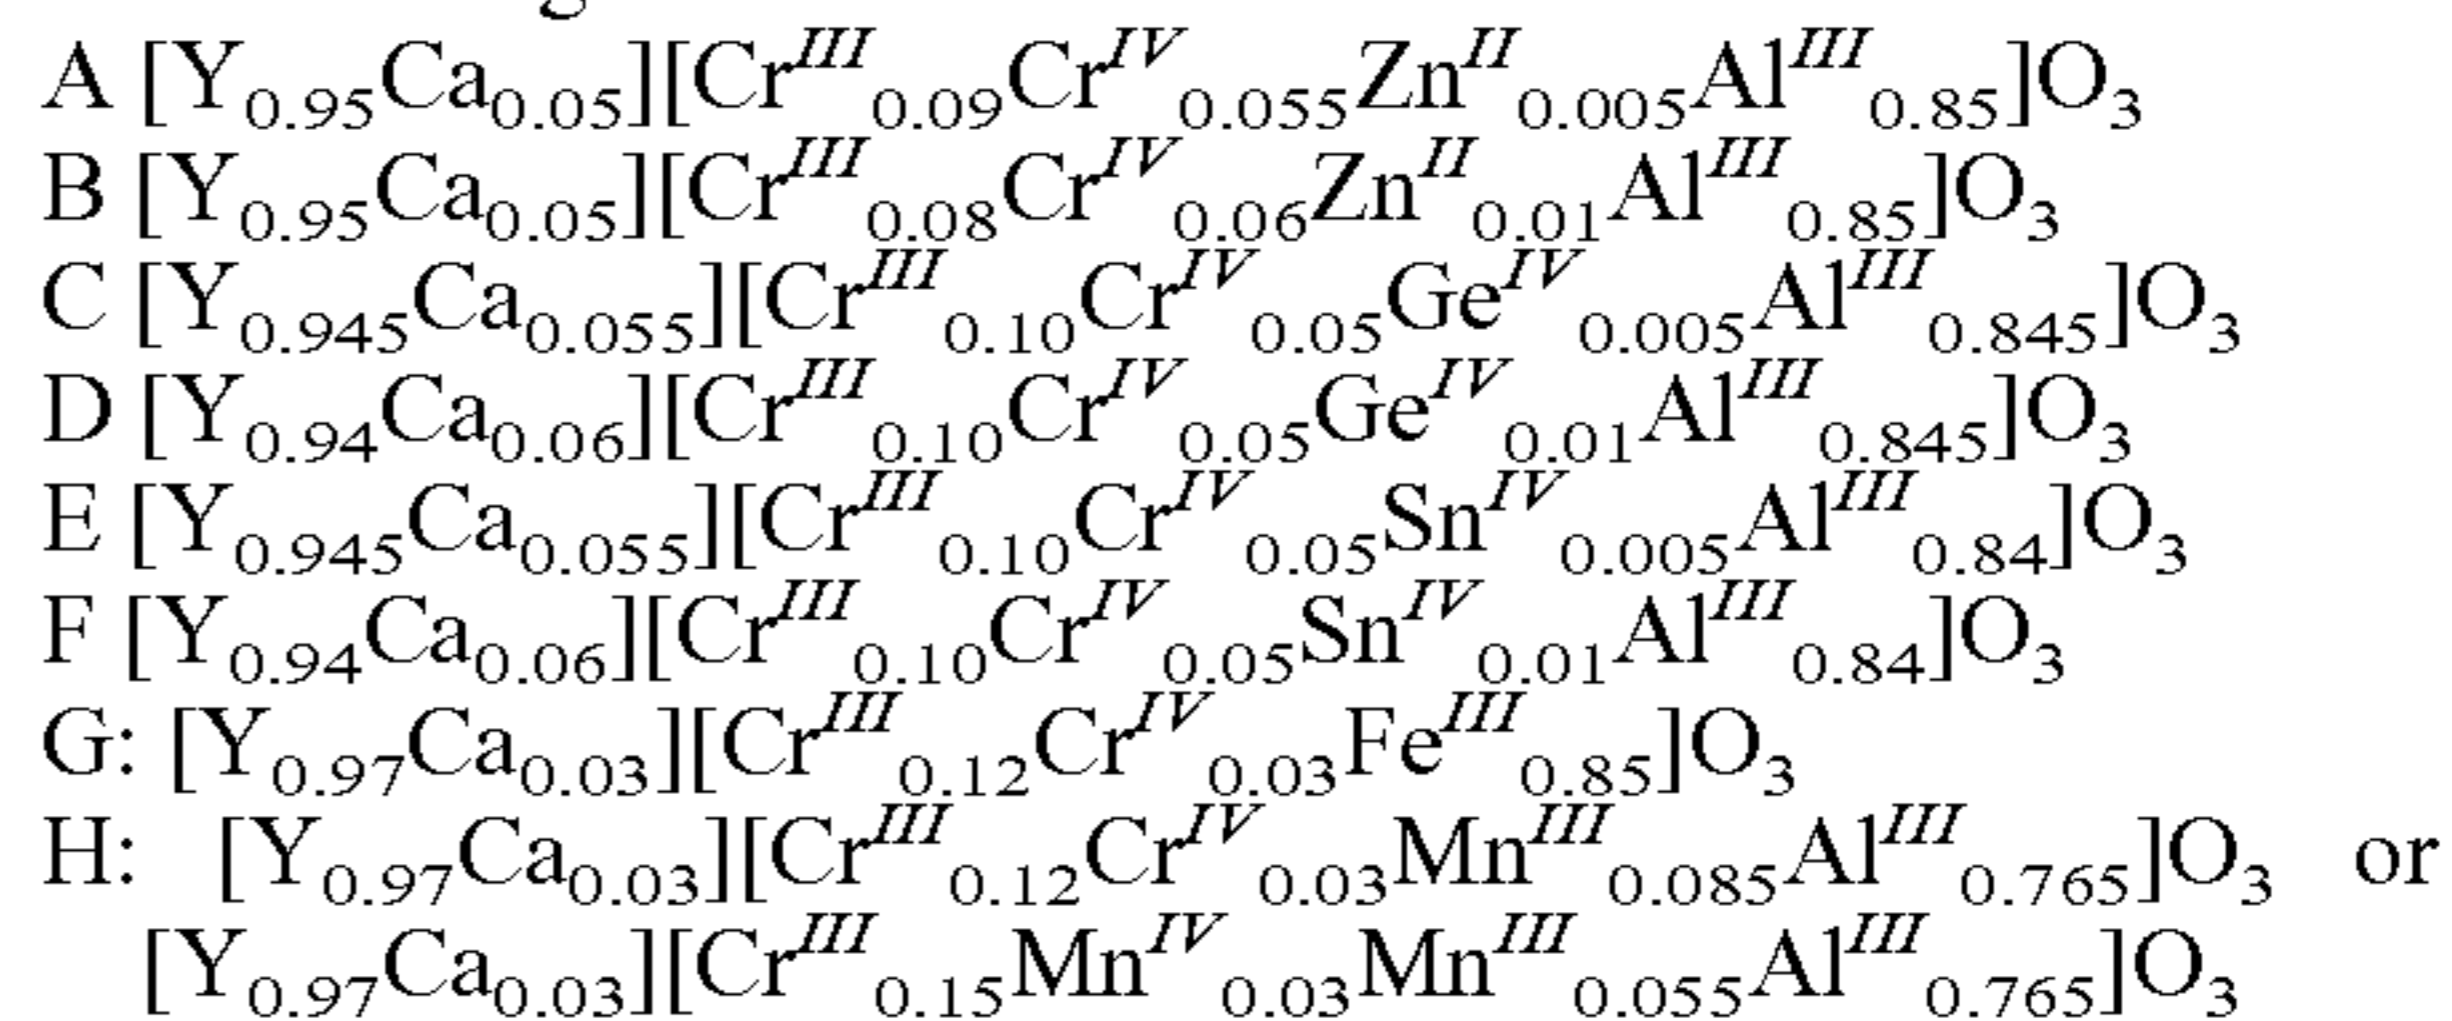 A [Y0.95Ca0.05][CrIII0.09CrIV0.055ZnII0.005AlIII0.85]O3
B [Y0.95Ca0.05][CrIII0.08CrIV0.06ZnII0.01AlIII0.85]O3
C [Y0.945Ca0.055][CrIII0.10CrIV0.05GeIV0.005AlIII0.845]O3
D [Y0.94Ca0.06][CrIII0.10CrIV0.05GeIV0.01AlIII0.845]O3
E [Y0.945Ca0.055][CrIII0.10CrIV0.05SnIV0.005AlIII0.84]O3
F [Y0.94Ca0.06][CrIII0.10CrIV0.05SnIV0.01AlIII0.84]O3
G: [Y0.97Ca0.03][CrIII0.12CrIV0.03FeIII0.85]O3
H: [Y0.97Ca0.03][CrIII0.12CrIV0.03MnIII0.085AlIII0.765]O3 or
[Y0.97Ca0.03][CrIII0.15MnIV0.03MnIII0.055AlIII0.765]O3